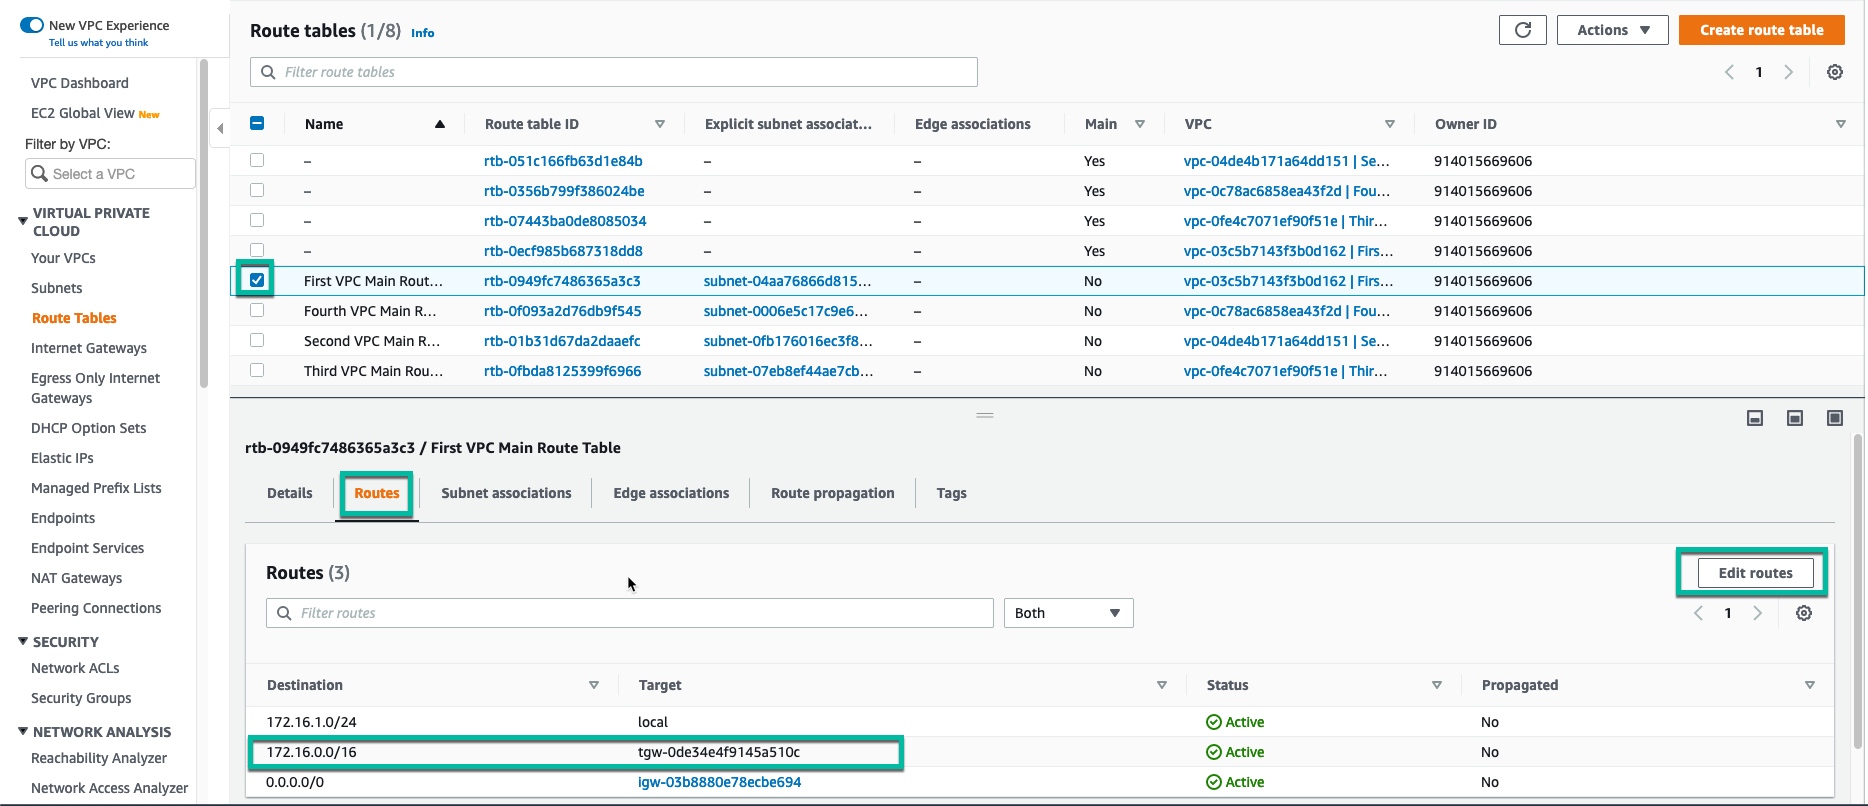 New VPC Experience
Tell us what you think
VPC Dashboard
EC2 Global View New
Filter by VPC:
Select a VPC
VIRTUAL PRIVATE
CLOUD
Your VPCs
Subnets
Route Tables
Internet Gateways
Egress Only Internet
Gateways
DHCP Option Sets
Elastic IPs
Managed Prefix Lists
Endpoints
Endpoint Services
NAT Gateways
Peering Connections
SECURITY
Network ACLs
Security Groups
NETWORK ANALYSIS
Reachability Analyzer
Network Access Analyzer
Route tables (1/8) Info
Actions
Create route table
Filter route tables
1
Name Route table ID Explicit subnet associat... Edge associations Main VPC Owner ID
– rtb-051c166fb63d1e84b – – Yes vpc-04de4b171a64dd151 | Se... 914015669606
– rtb-0356b799f386024be – – Yes vpc-0c78ac6858ea43f2d | Fou... 914015669606
– rtb-07443ba0de8085034 – – Yes vpc-0fe4c7071ef90f51e | Thir... 914015669606
– rtb-0ecf985b687318dd8 – – Yes vpc-03c5b7143f3b0d162 | Firs... 914015669606
First VPC Main Rout... rtb-0949fc7486365a3c3 subnet-04aa76866d815... – No vpc-03c5b7143f3b0d162 | Firs... 914015669606
Fourth VPC Main R... rtb-0f093a2d76db9f545 subnet-0006e5c17c9e6... – No vpc-0c78ac6858ea43f2d | Fou... 914015669606
Second VPC Main R... rtb-01b31d67da2daaefc subnet-0fb176016ec3f8... – No vpc-04de4b171a64dd151 | Se... 914015669606
Third VPC Main Rou... rtb-0fbda8125399f6966 subnet-07eb8ef44ae7cb... – No vpc-0fe4c7071ef90f51e | Thir... 914015669606
rtb-0949fc7486365a3c3 / First VPC Main Route Table
Details Routes Subnet associations Edge associations Route propagation Tags
Routes (3)
Edit routes
Filter routes
Both
1
Destination Target Status Propagated
172.16.1.0/24 local Active No
172.16.0.0/16 tgw-0de34e4f9145a510c Active No
0.0.0.0/0 igw-03b8880e78ecbe694 Active No